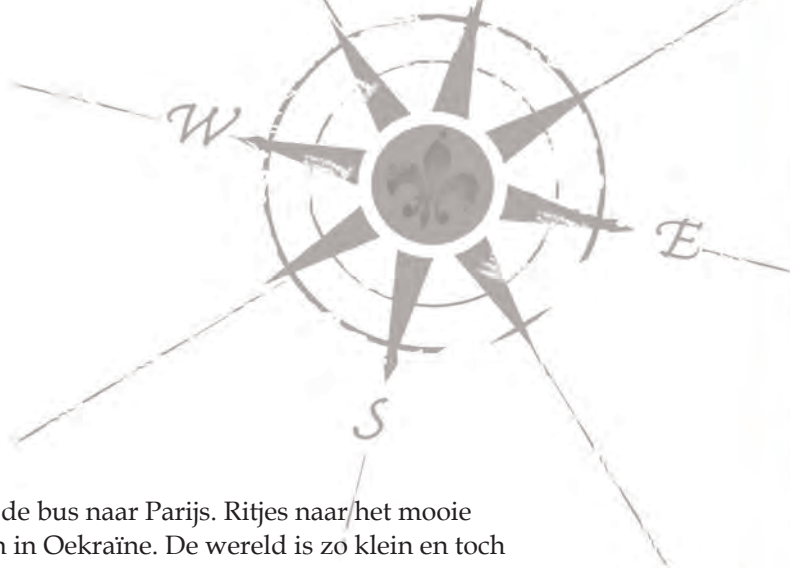 W
E
S
de bus naar Parijs. Ritjes naar het mooie
in Oekraïne. De wereld is zo klein en toch